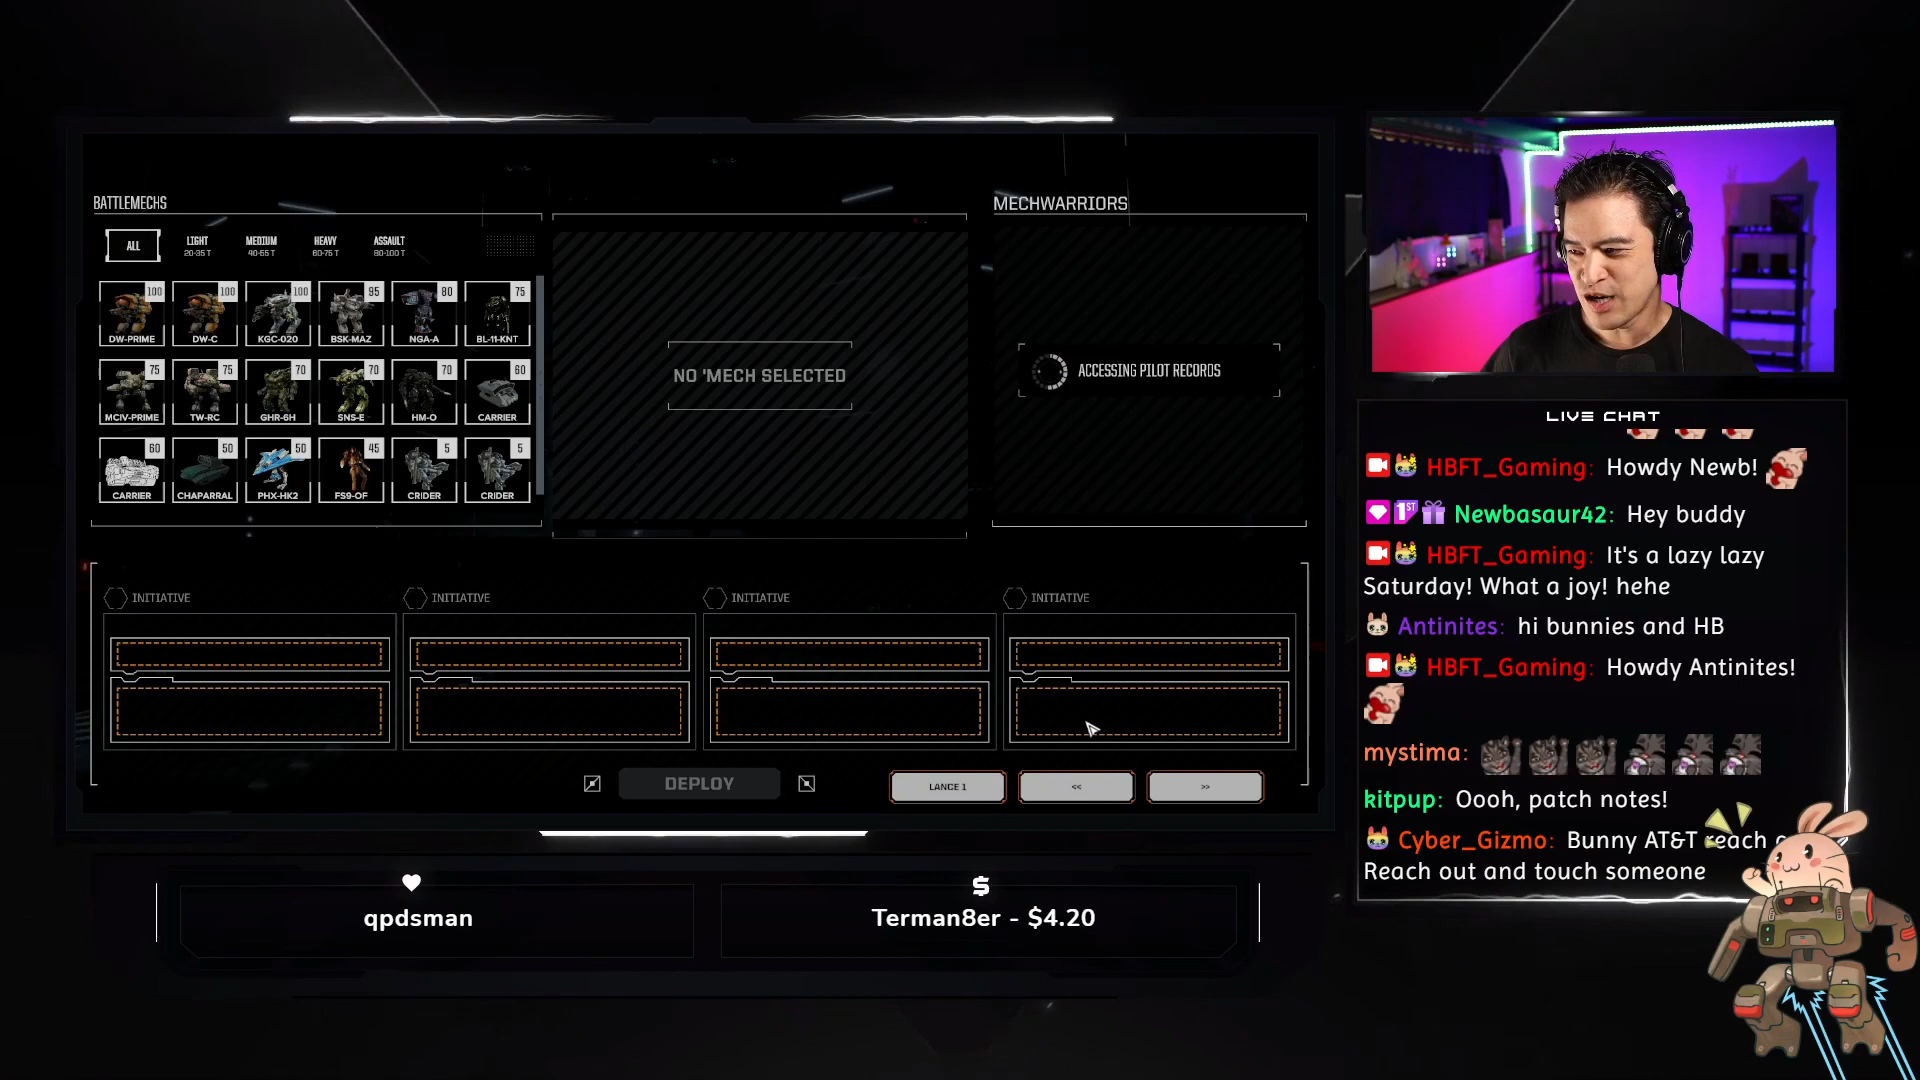 BATTLEMECHS
ALL
LIGHT
20-35 T
MEDIUM
40-55 T
HEAVY
60-75 T
ASSAULT
80-100 T
100
DW-PRIME
100
DW-C
100
KGC-020
95
BSK-MAZ
80
NGA-A
75
BL-11-KNT
75
MCIV-PRIME
75
TW-RC
70
GHR-6H
70
SNS-E
70
HM-O
60
CARRIER
60
CARRIER
50
CHAPARRAL
50
PHX-HK2
45
FS9-OF
5
CRIDER
5
CRIDER
NO 'MECH SELECTED
MECHWARRIORS
ACCESSING PILOT RECORDS
INITIATIVE
INITIATIVE
INITIATIVE
INITIATIVE
DEPLOY
LANCE 1
<<
>>
qpdsman
$
Terman8er - $4.20
LIVE CHAT
HBFT_Gaming: Howdy Newb!
1ST
Newbasaur42: Hey buddy
HBFT_Gaming: It's a lazy lazy
Saturday! What a joy! hehe
Antinites: hi bunnies and HB
HBFT_Gaming: Howdy Antinites!
mystima:
kitpup: Oooh, patch notes!
Cyber_Gizmo: Bunny AT&T reach
Reach out and touch someone